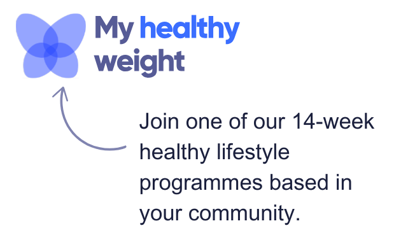 My healthy
weight
Join one of our 14-week
healthy lifestyle
programmes based in
your community.